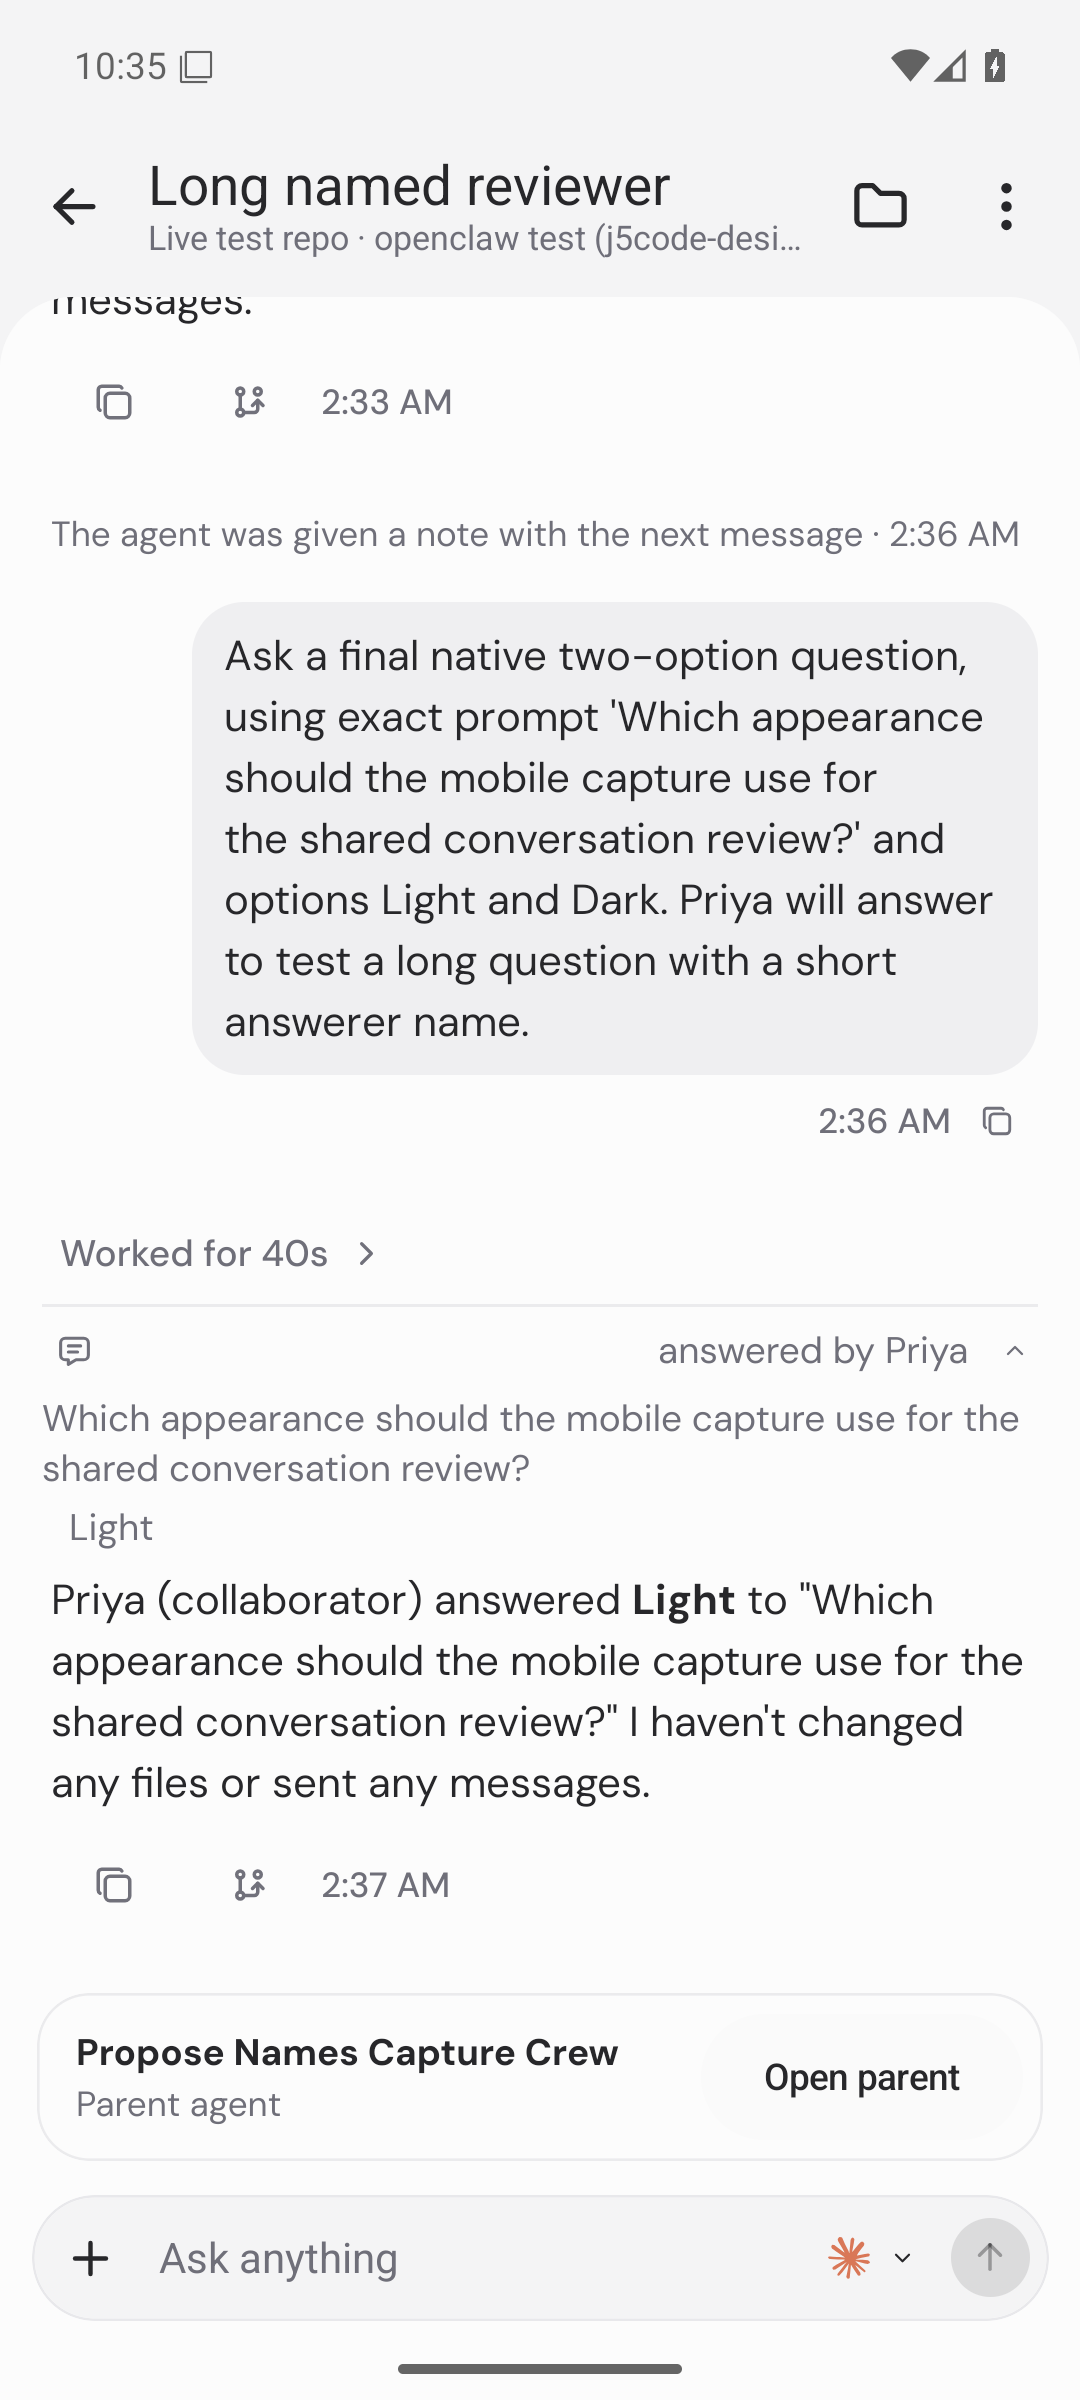 10:35
Long named reviewer
Live test repo · openclaw test (j5code-desi...
messages.
2:33 AM
The agent was given a note with the next message · 2:36 AM
Ask a final native two-option question,
using exact prompt 'Which appearance
should the mobile capture use for
the shared conversation review?' and
options Light and Dark. Priya will answer
to test a long question with a short
answerer name.
2:36 AM
Worked for 40s
answered by Priya
Which appearance should the mobile capture use for the
shared conversation review?
Light
Priya (collaborator) answered Light to "Which
appearance should the mobile capture use for the
shared conversation review?" I haven't changed
any files or sent any messages.
2:37 AM
Propose Names Capture Crew
Parent agent
Open parent
Ask anything